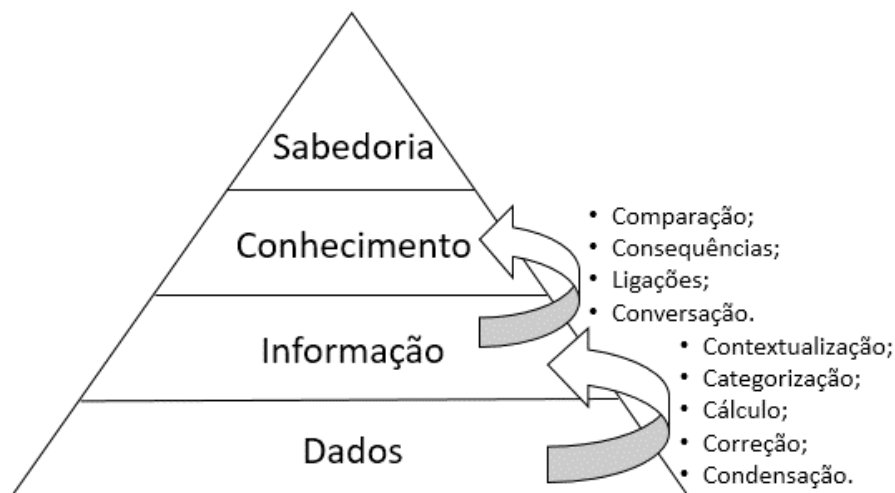 Sabedoria
Conhecimento
• Comparação;
• Consequências;
• Ligações;
• Conversação.
Informação
• Contextualização;
• Categorização;
• Cálculo;
• Correção;
• Condensação.
Dados